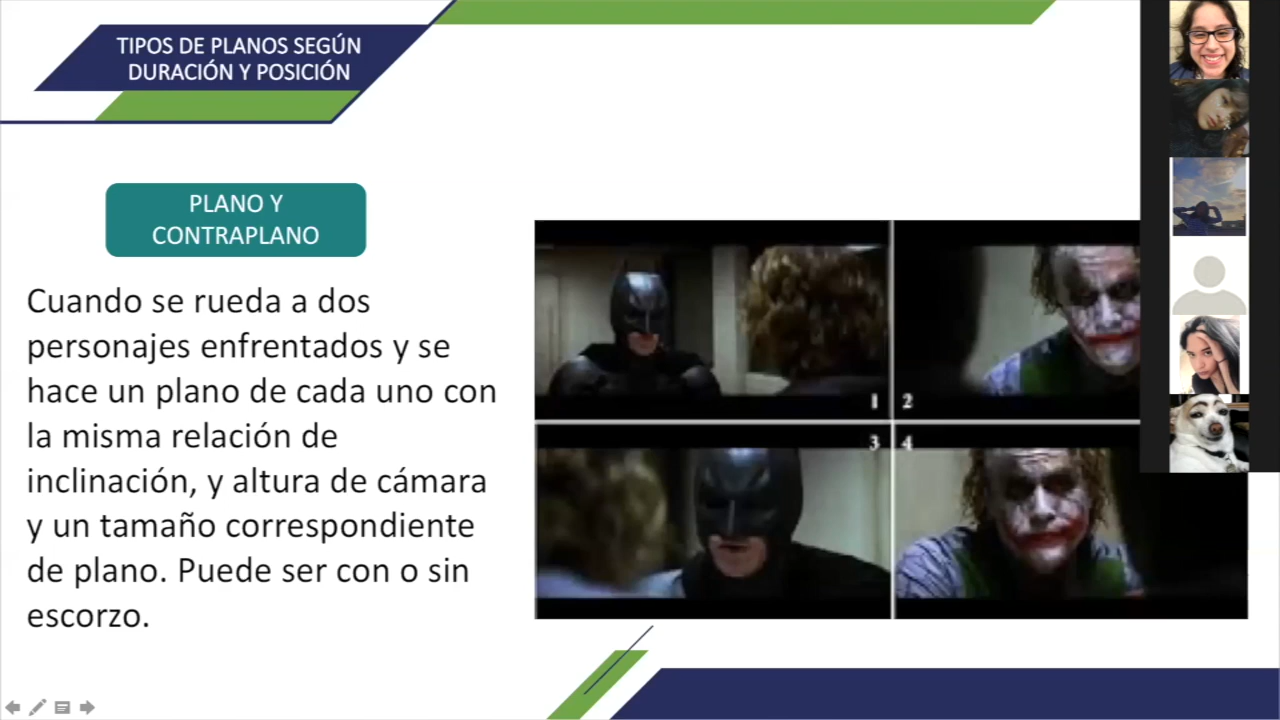 TIPOS DE PLANOS SEGÚN
DURACIÓN Y POSICIÓN
PLANO Y
CONTRAPLANO
Cuando se rueda a dos
personajes enfrentados y se
hace un plano de cada uno con
la misma relación de
inclinación, y altura de cámara
y un tamaño correspondiente
de plano. Puede ser con o sin
escorzo.
1
2
3
4